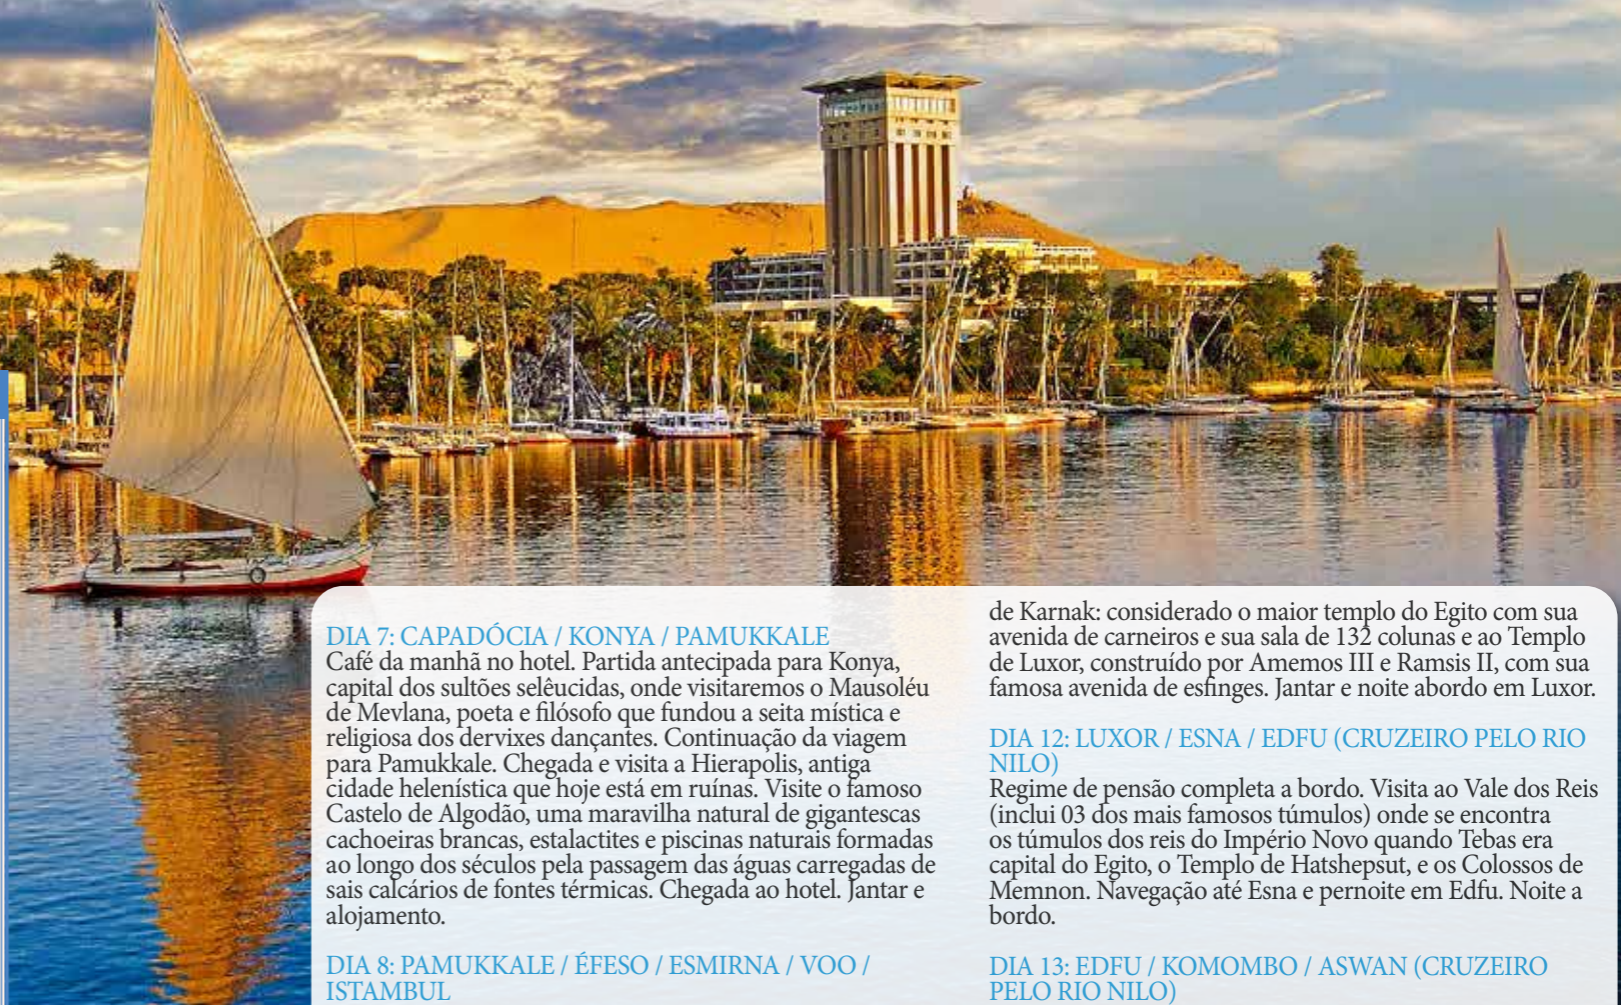 DIA 7: CAPADÓCIA / KONYA / PAMUKKALE
Café da manhã no hotel. Partida antecipada para Konya,
capital dos sultões selêucidas, onde visitaremos o Mausoléu
de Mevlana, poeta e filósofo que fundou a seita mística e
religiosa dos dervixes dançantes. Continuação da viagem
para Pamukkale. Chegada e visita a Hierapolis, antiga
cidade helenística que hoje está em ruínas. Visite o famoso
Castelo de Algodão, uma maravilha natural de gigantescas
cachoeiras brancas, estalactites e piscinas naturais formadas
ao longo dos séculos pela passagem das águas carregadas de
sais calcários de fontes térmicas. Chegada ao hotel. Jantar e
alojamento.
DIA 8: PAMUKKALE / ÉFESO / ESMIRNA / VOO /
ISTAMBUL
de Karnak: considerado o maior templo do Egito com sua
avenida de carneiros e sua sala de 132 colunas e ao Templo
de Luxor, construído por Amemos III e Ramsis II, com sua
famosa avenida de esfinges. Jantar e noite abordo em Luxor.
DIA 12: LUXOR / ESNA / EDFU (CRUZEIRO PELO RIO
NILO)
Regime de pensão completa a bordo. Visita ao Vale dos Reis
(inclui 03 dos mais famosos túmulos) onde se encontra
os túmulos dos reis do Império Novo quando Tebas era
capital do Egito, o Templo de Hatshepsut, e os Colossos de
Memnon. Navegação até Esna e pernoite em Edfu. Noite a
bordo.
DIA 13: EDFU / KOMOMBO / ASWAN (CRUZEIRO
PELO RIO NILO)